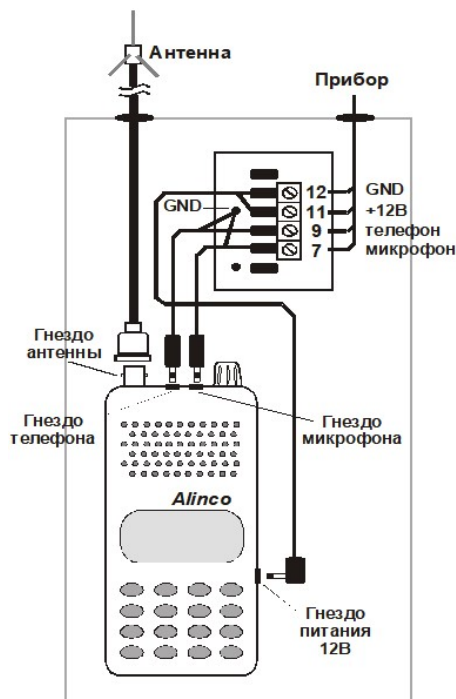 Антенна
Прибор
GND
12 GND
11 +12В
9 телефон
7 микрофон
Гнездо
антенны
Гнездо
телефона
Гнездо
микрофона
Alinco
Гнездо
питания
12В